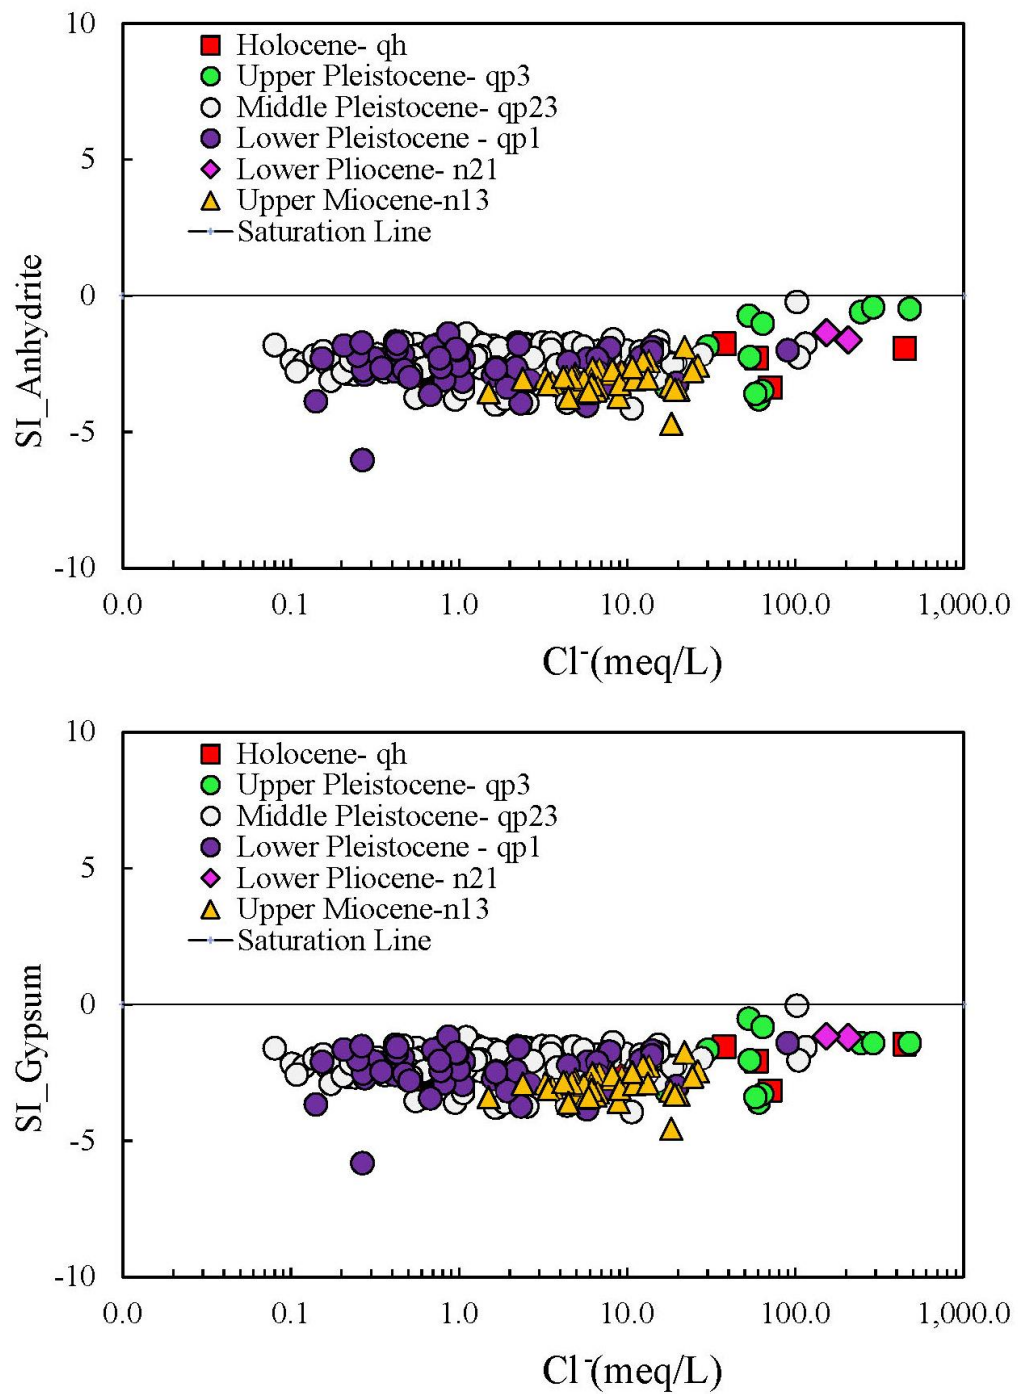 10
Holocene- qh
Upper Pleistocene- qp3
Middle Pleistocene- qp23
Lower Pleistocene - qp1
5
Lower Pliocene- n21
Upper Miocene-n13
Saturation Line
SI_Anhydrite
0
-5
-10
0.0 0.1 1.0 10.0 100.0 1,000.0
Cl⁻(meq/L)
10
Holocene- qh
Upper Pleistocene- qp3
Middle Pleistocene- qp23
Lower Pleistocene - qp1
5
Lower Pliocene- n21
Upper Miocene-n13
Saturation Line
SI_Gypsum
0
-5
-10
0.0 0.1 1.0 10.0 100.0 1,000.0
Cl⁻(meq/L)